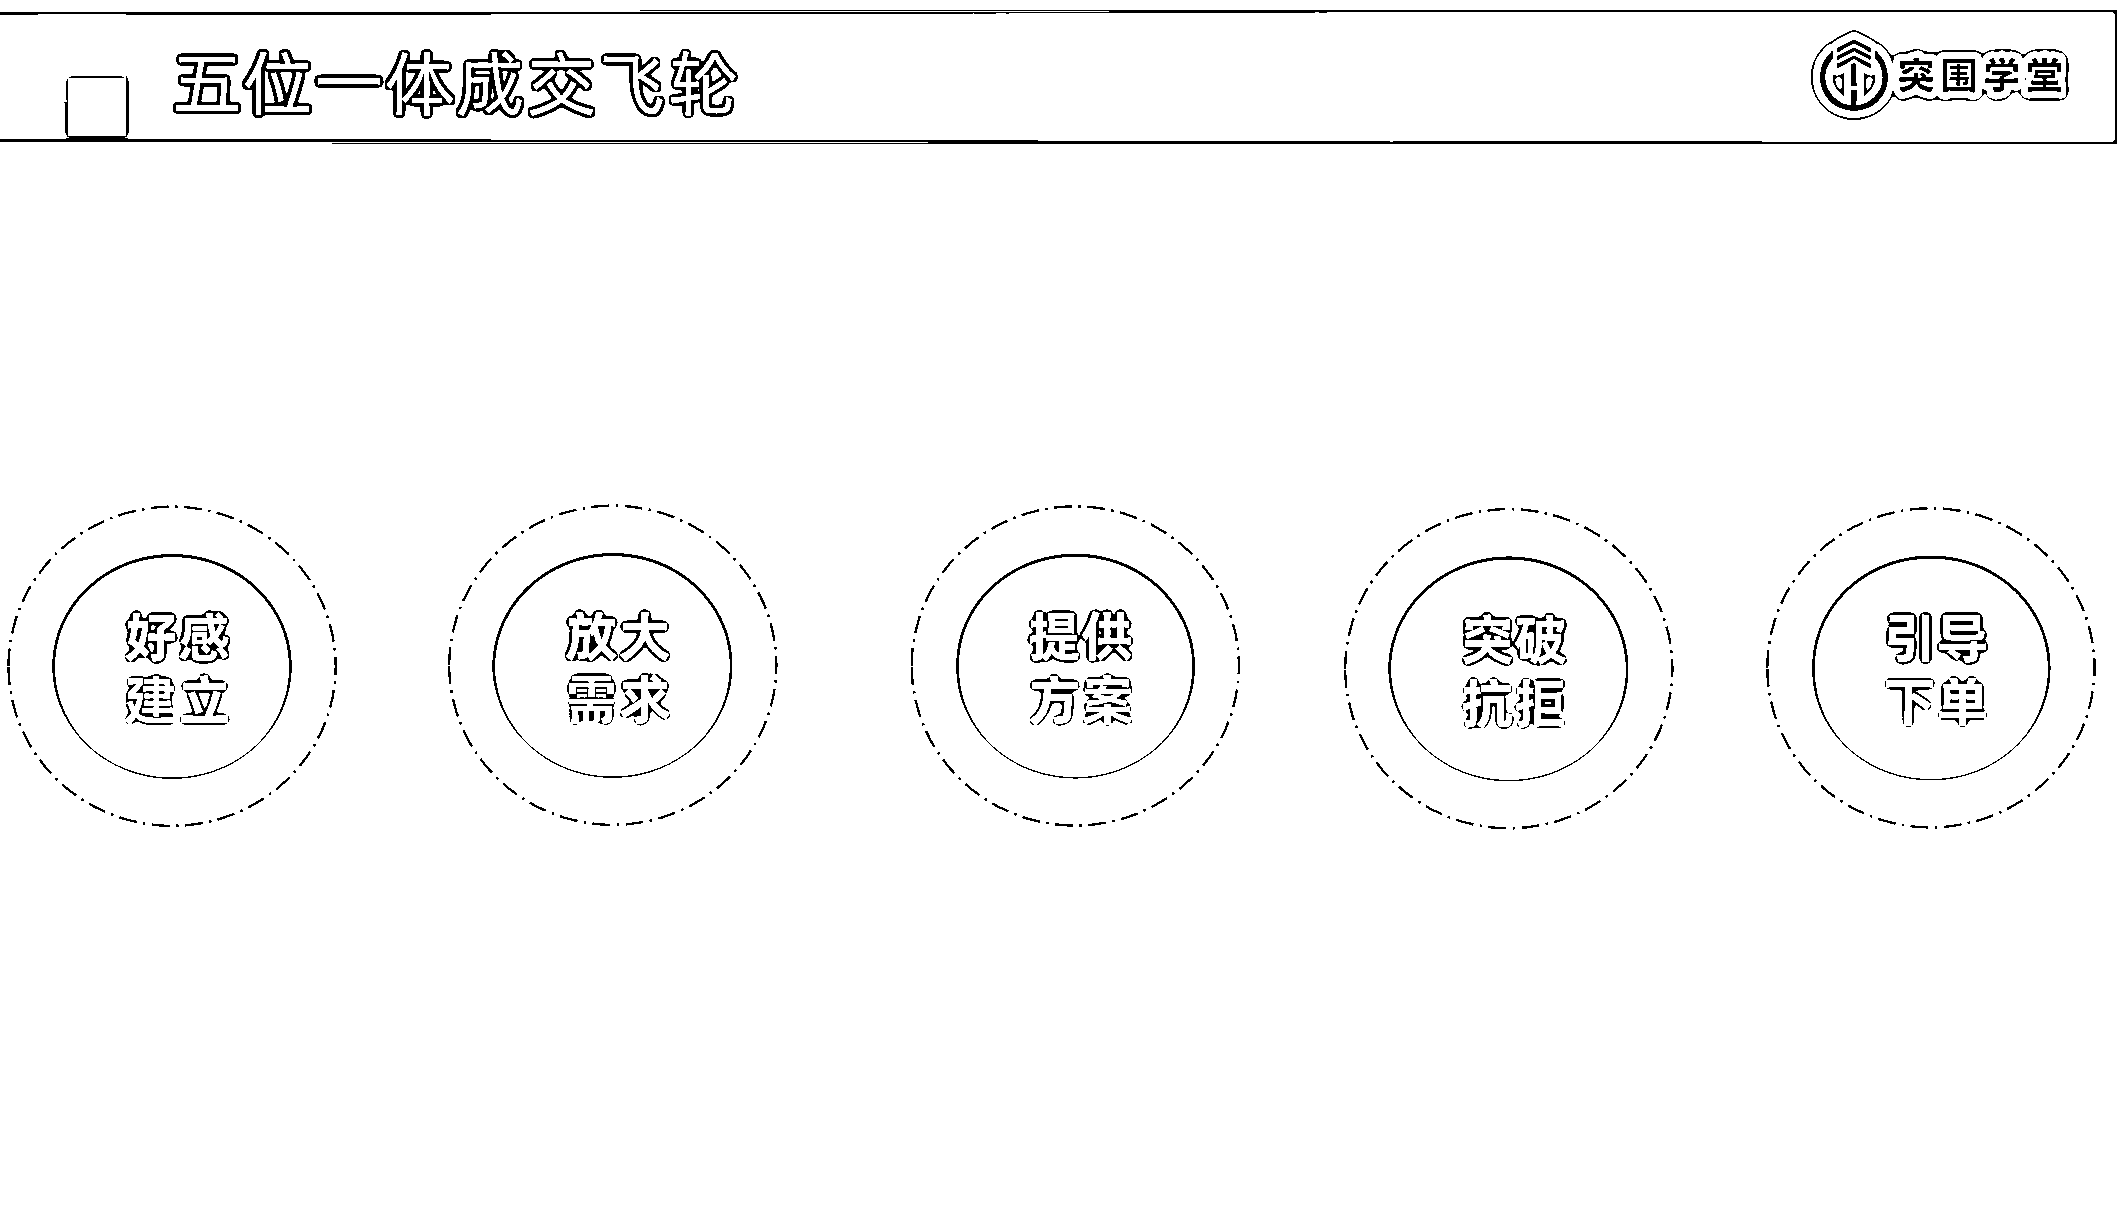 五位一体成交飞轮
突围学堂
好感
建立
放大
需求
提供
方案
突破
抗拒
引导
下单